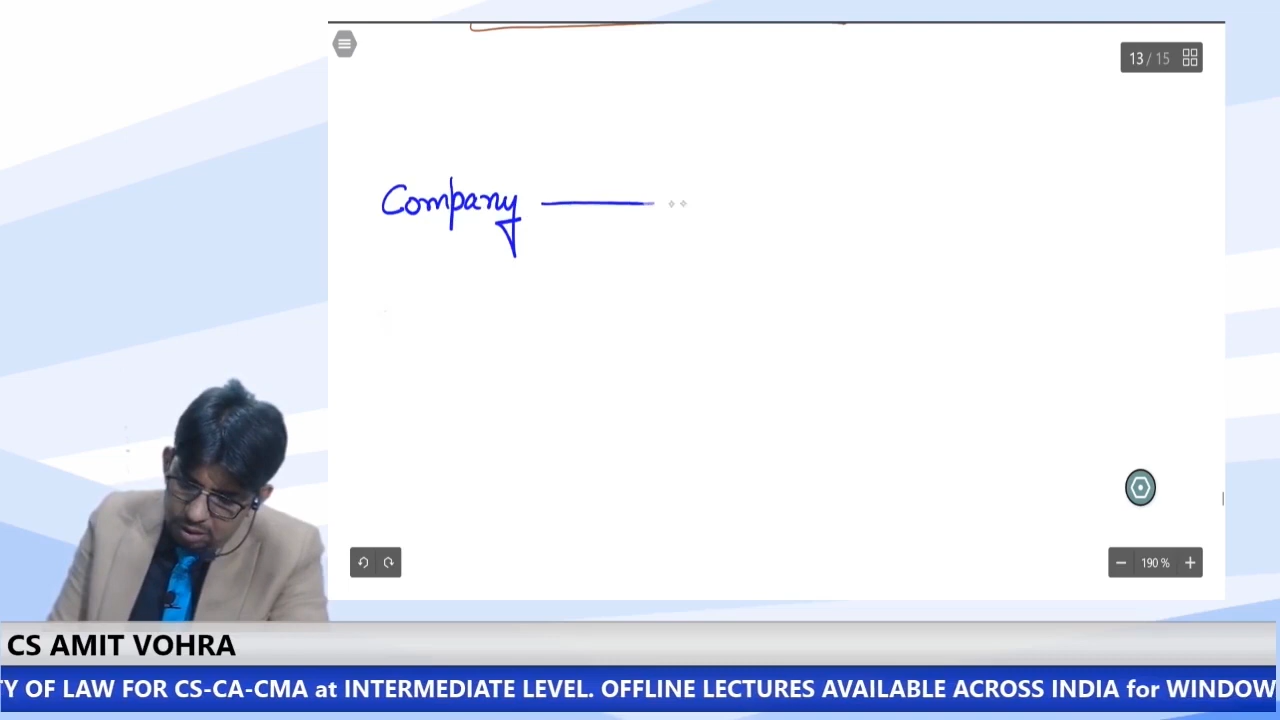 13 / 15
Company
190 %
CS AMIT VOHRA
TY OF LAW FOR CS-CA-CMA at INTERMEDIATE LEVEL. OFFLINE LECTURES AVAILABLE ACROSS INDIA for WINDOW